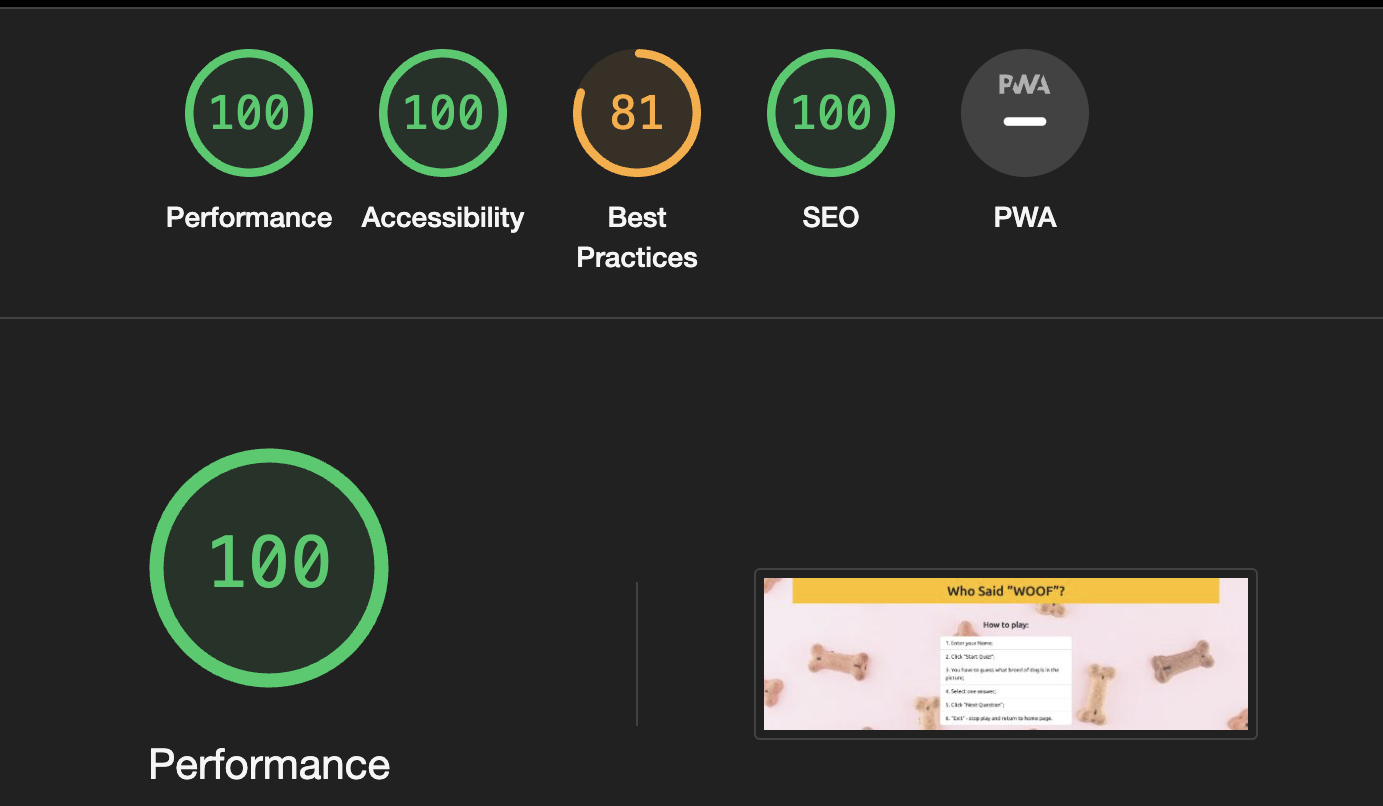 100
100
81
100
PWA
Performance
Accessibility
Best
Practices
SEO
PWA
100
Performance
Who Said "WOOF"?
How to play:
1. Enter your Name;
2. Click "Start Quiz";
3. You have to guess what breed of dog is in the
picture;
4. Select one answer;
5. Click "Next Question";
6. "Exit" - stop play and return to home page.